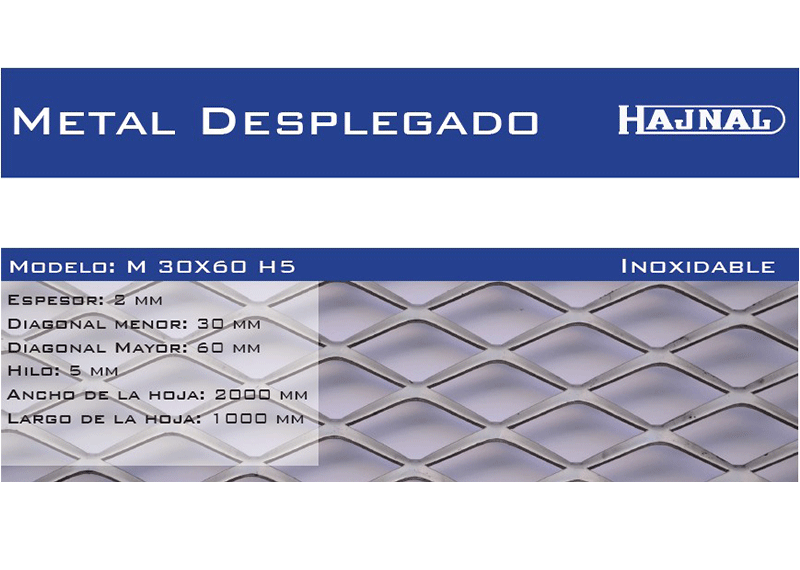 Metal Desplegado
HAJNAL
Modelo: M 30x60 H5
Inoxidable
Espesor: 2 mm
Diagonal menor: 30 mm
Diagonal Mayor: 60 mm
Hilo: 5 mm
Ancho de la hoja: 2000 mm
Largo de la hoja: 1000 mm